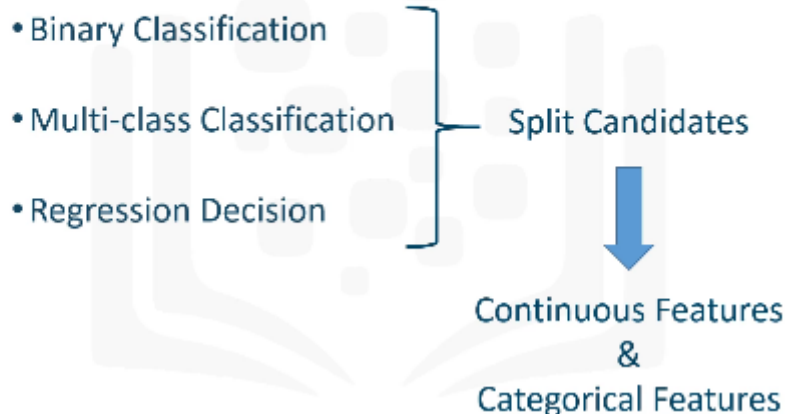 • Binary Classification
• Multi-class Classification
Split Candidates
• Regression Decision
Continuous Features
&
Categorical Features